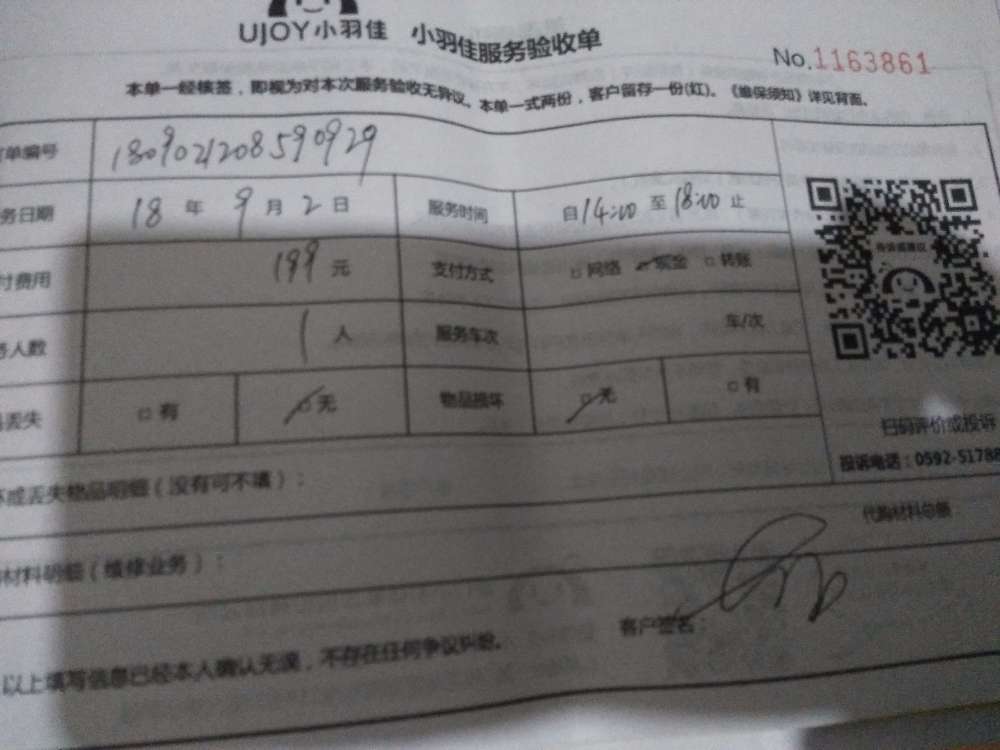 UJOY小羽佳 小羽佳服务验收单
No.1163861
本单一经核签，即视为对本次服务验收无异议。本单一式两份，客户留存一份(红)。《维保须知》详见背面。
单编号 1809021208590929
务日期 18 年 9 月 2 日 服务时间 自14:00 至 18:00 止
付费用 199 元 支付方式 □网络 □现金 □转账
人数 1 人 服务车次 车/次
丢失 □有 □无 物品损坏 □无 □有
扫码评价或投诉
投诉电话：0592-51788
坏或丢失物品明细（没有可不填）：
代购材料总额
材料明细（维修业务）：
客户签名：
以上填写信息已经本人确认无误，不存在任何争议纠纷。